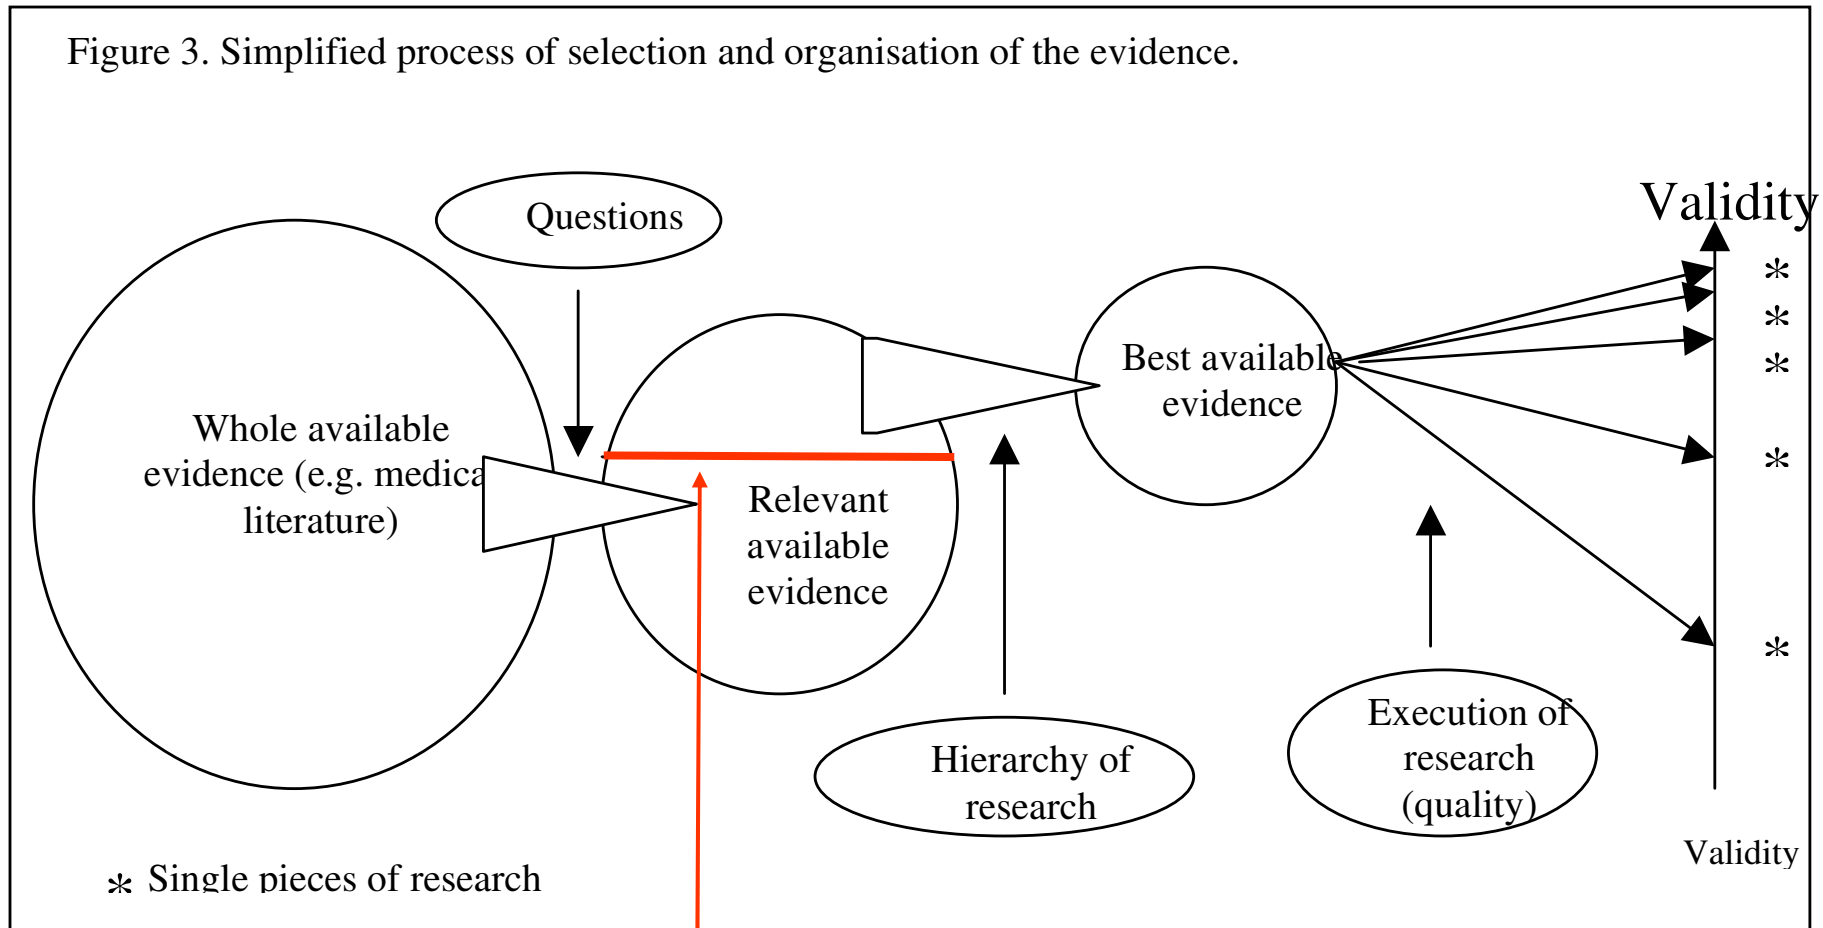 Figure 3. Simplified process of selection and organisation of the evidence.
Questions
Validity
Whole available
evidence (e.g. medica
literature)
Relevant
available
evidence
Best available
evidence
*
*
*
*
*
Hierarchy of
research
Execution of
research
(quality)
Validity
* Single pieces of research